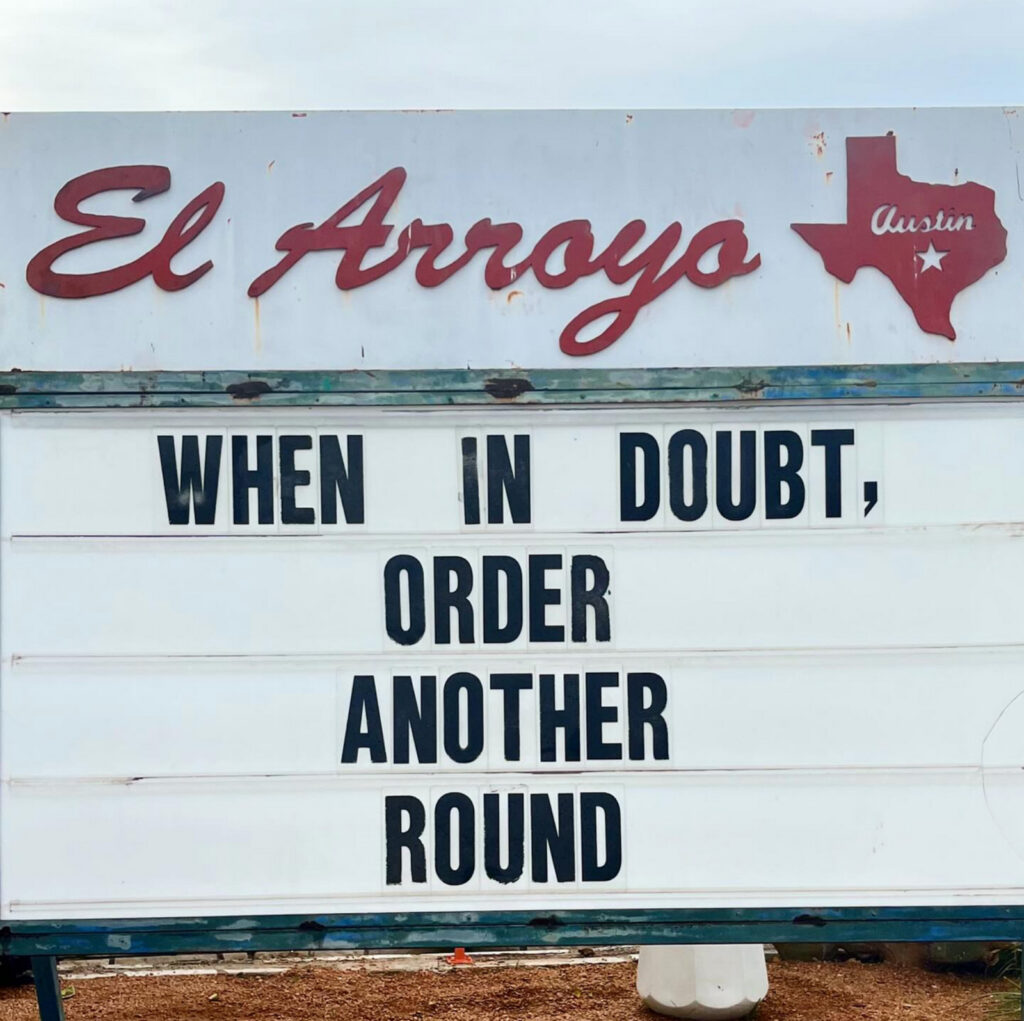 El Arroyo
Austin
WHEN IN DOUBT,
ORDER
ANOTHER
ROUND